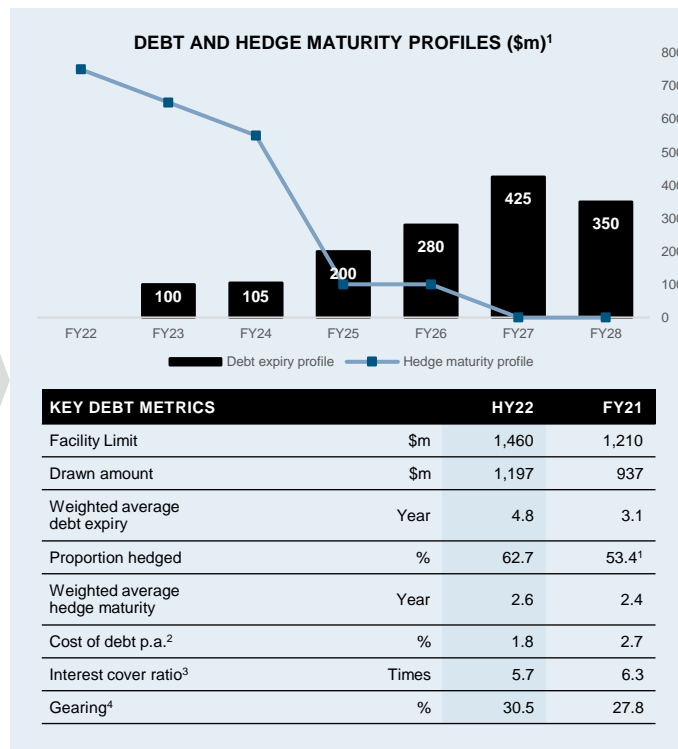 DEBT AND HEDGE MATURITY PROFILES ($m)¹
800
700
600
500
400
300
200
100
0
425
350
280
200
100
105
FY22 FY23 FY24 FY25 FY26 FY27 FY28
Debt expiry profile Hedge maturity profile
KEY DEBT METRICS HY22 FY21
Facility Limit $m 1,460 1,210
Drawn amount $m 1,197 937
Weighted average
debt expiry Year 4.8 3.1
Proportion hedged % 62.7 53.4¹
Weighted average
hedge maturity Year 2.6 2.4
Cost of debt p.a.² % 1.8 2.7
Interest cover ratio³ Times 5.7 6.3
Gearing⁴ % 30.5 27.8